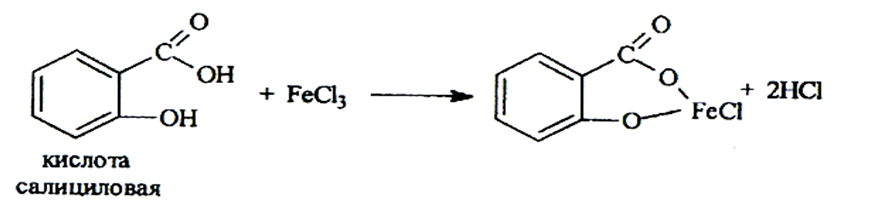 O
C
OH
OH
+ FeCl₃
O
C
O
O
FeCl
+ 2HCl
кислота
салициловая